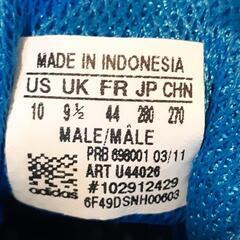 MADE IN INDONESIA
US UK FR JP CHN
10 9½ 44 280 270
MALE/MÂLE
PRB 698001 03/11
ART U44026
#102912429
6F49DSNH00603
adidas